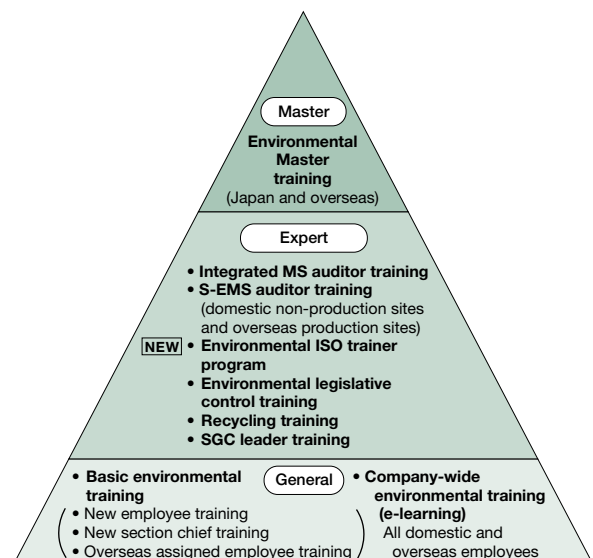 Master
Environmental
Master
training
(Japan and overseas)
Expert
• Integrated MS auditor training
• S-EMS auditor training
(domestic non-production sites
and overseas production sites)
NEW • Environmental ISO trainer
program
• Environmental legislative
control training
• Recycling training
• SGC leader training
General
• Basic environmental
training
• New employee training
• New section chief training
• Overseas assigned employee training
• Company-wide
environmental training
(e-learning)
All domestic and
overseas employees